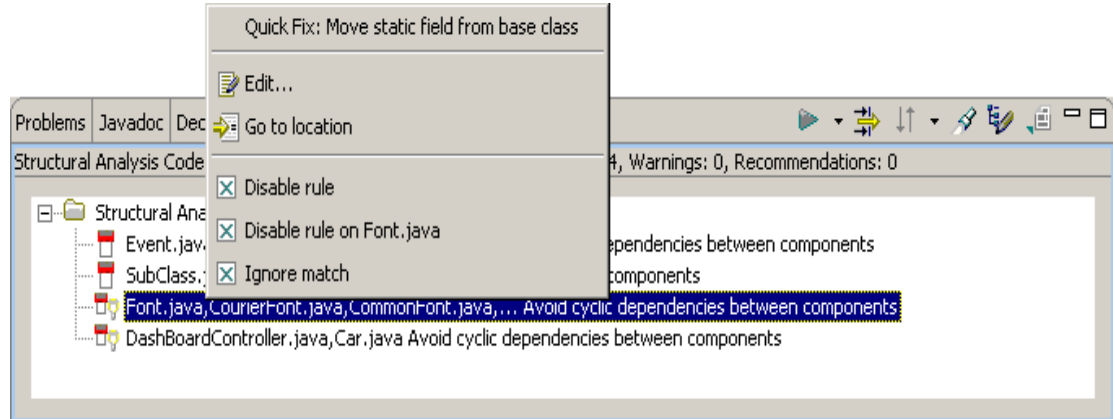 Quick Fix: Move static field from base class
Edit...
Go to location
Disable rule
Disable rule on Font.java
Ignore match
Problems Javadoc Dec
Structural Analysis Code 4, Warnings: 0, Recommendations: 0
Structural Ana
Event.jav ependencies between components
SubClass.j components
Font.java,CourierFont.java,CommonFont.java,... Avoid cyclic dependencies between components
DashBoardController.java,Car.java Avoid cyclic dependencies between components